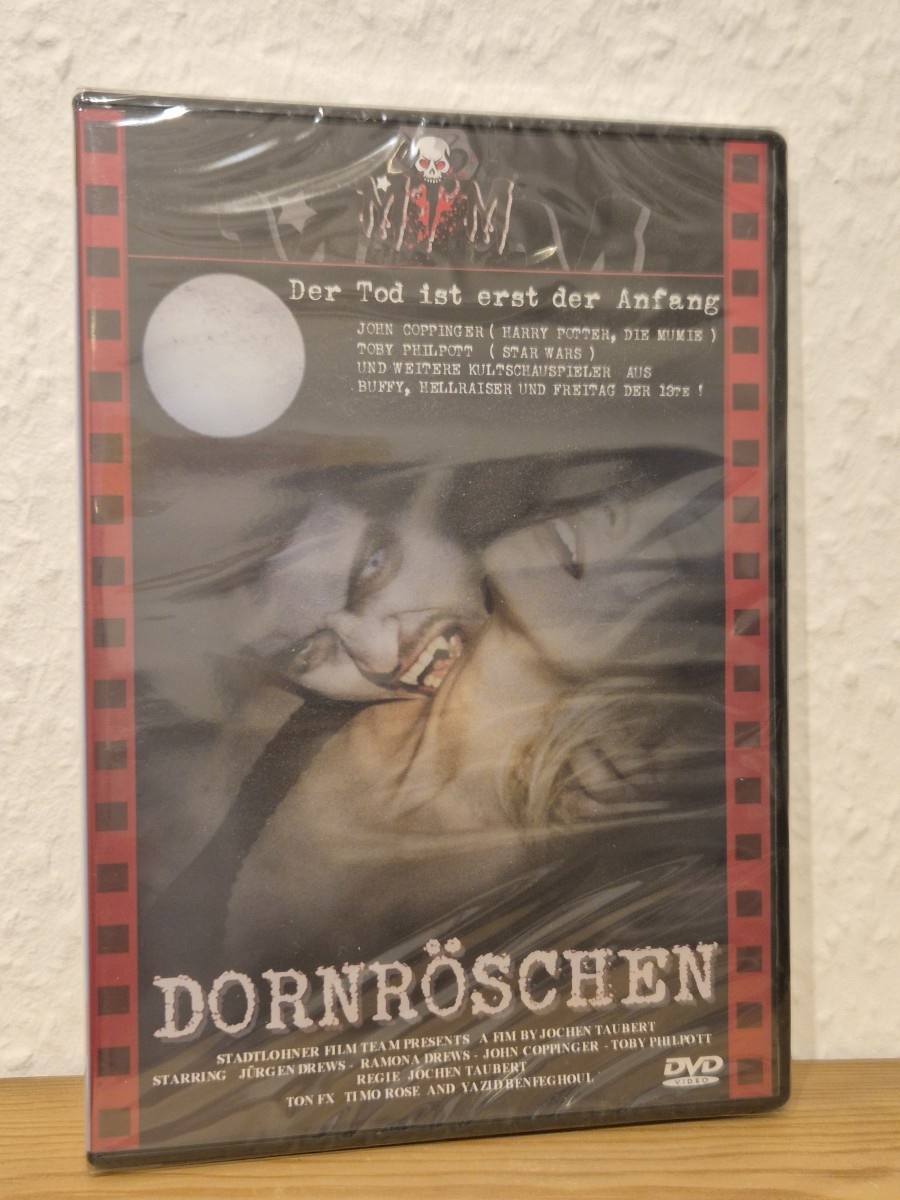 MTM
Der Tod ist erst der Anfang
JOHN COPPINGER ( HARRY POTTER, DIE MUMIE )
TOBY PHILPOTT ( STAR WARS )
UND WEITERE KULTSCHAUSPIELER AUS
BUFFY, HELLRAISER UND FREITAG DER 13TE !
DORNRÖSCHEN
STADTLOHNER FILM TEAM PRESENTS A FIM BY JOCHEN TAUBERT
STARRING JÜRGEN DREWS - RAMONA DREWS - JOHN COPPINGER - TOBY PHILPOTT
REGIE JOCHEN TAUBERT
TON FX TIMO ROSE AND YAZID BENFEGHOUL
DVD
VIDEO